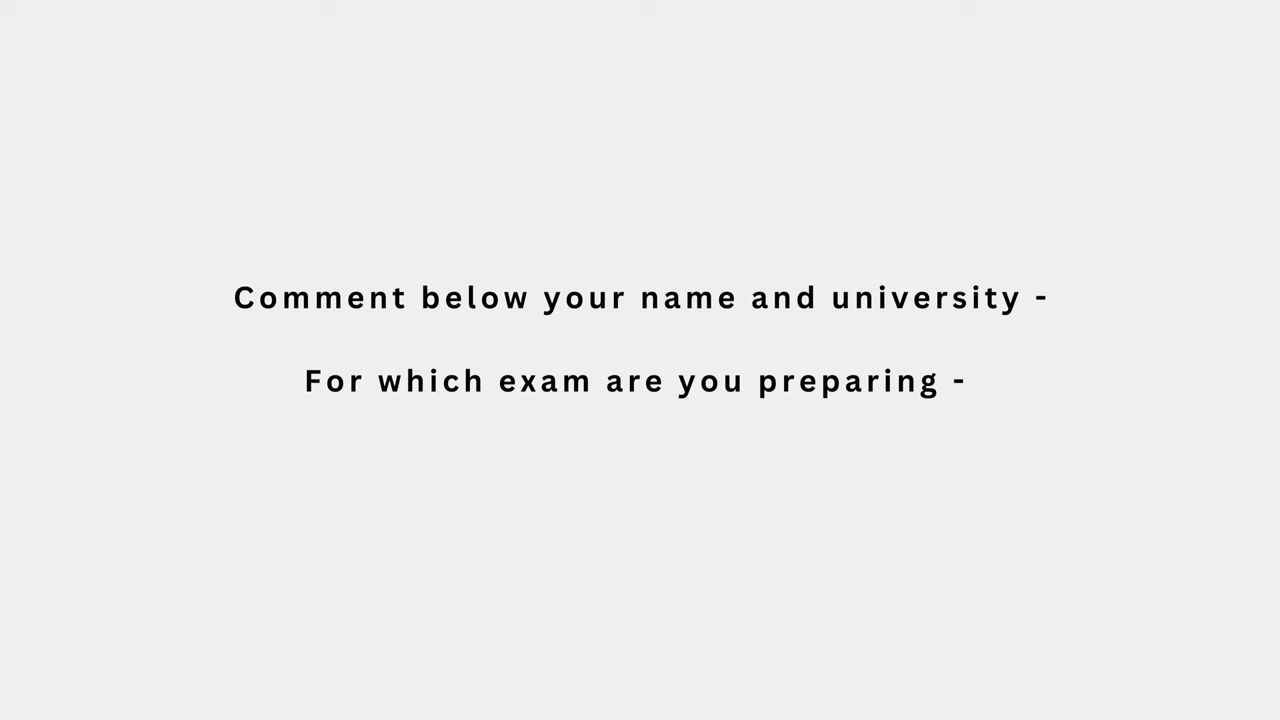 Comment below your name and university -
For which exam are you preparing -